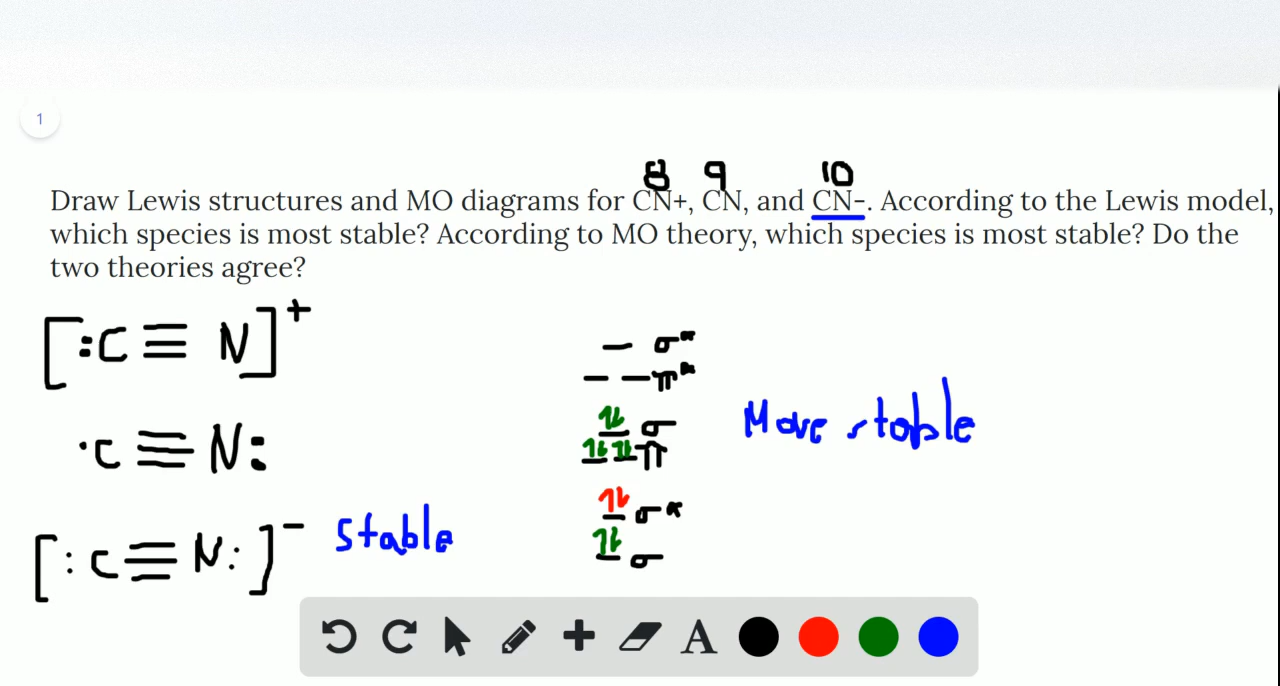 1
8 9 10
Draw Lewis structures and MO diagrams for CN+, CN, and CN-. According to the Lewis model,
which species is most stable? According to MO theory, which species is most stable? Do the
two theories agree?
[:C≡N]⁺
·C≡N:
[:C≡N:]⁻ stable
σ*
π*
σ
π
More stable
σ*
σ
A